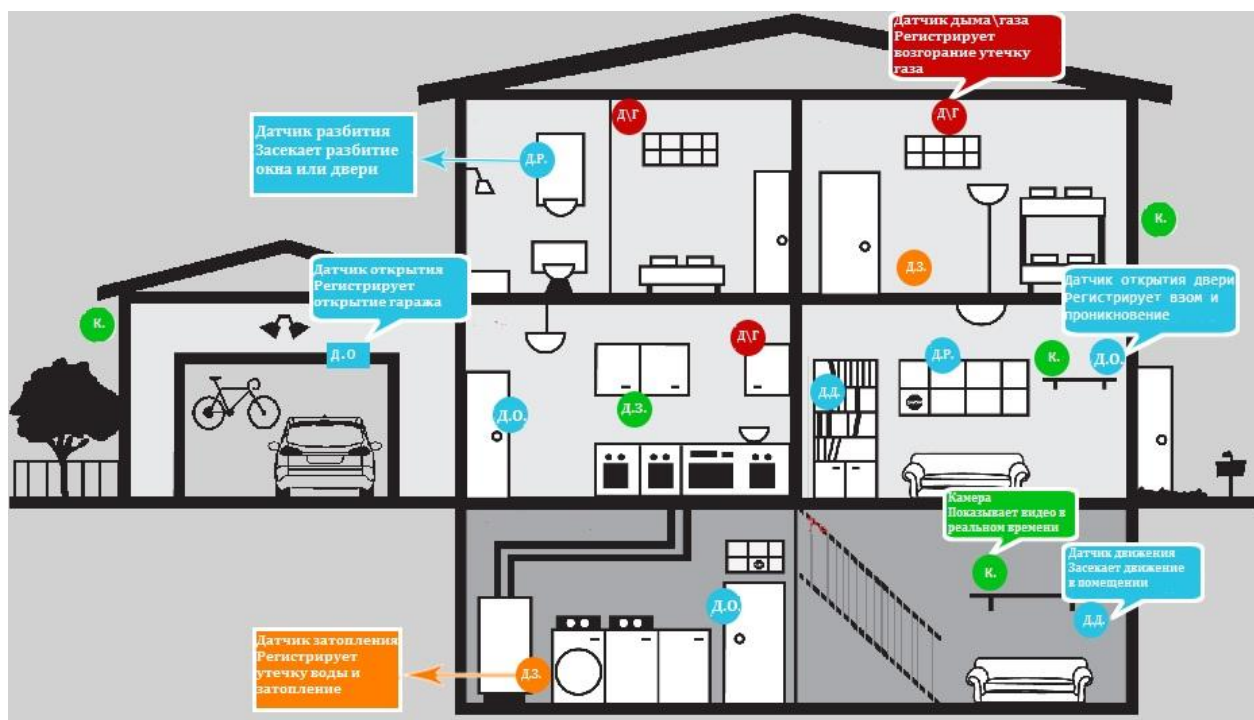 Датчик дыма\газа
Регистрирует
возгорание утечку
газа
Д\Г
Д\Г
Датчик разбития
Засекает разбитие
окна или двери
Д.Р.
К.
Д.З.
Датчик открытия
Регистрирует
открытие гаража
Датчик открытия двери
Регистрирует взом и
проникновение
К.
Д.О
Д\Г
Д.Р.
К.
Д.О.
Д.О.
Д.З.
Д.Д.
Камера
Показывает видео в
реальном времени
Датчик движения
Засекает движение
в помещении
К.
Д.О.
Д.Д.
Датчик затопления
Регистрирует
утечку воды и
затопление
Д.З.